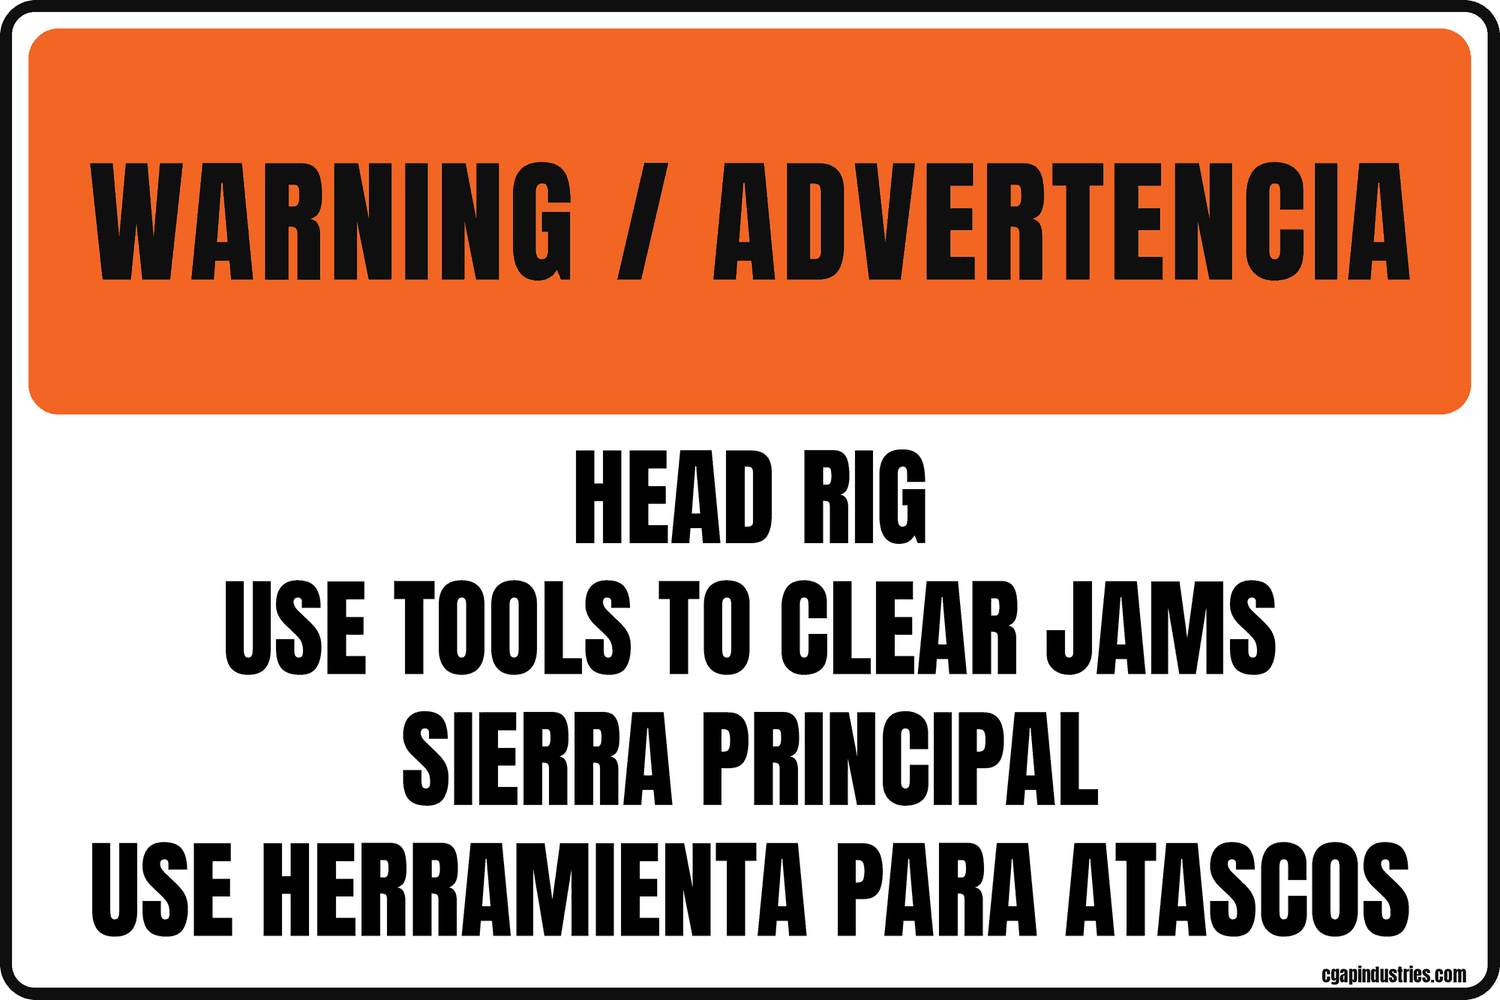 WARNING / ADVERTENCIA
HEAD RIG
USE TOOLS TO CLEAR JAMS
SIERRA PRINCIPAL
USE HERRAMIENTA PARA ATASCOS
cgapindustries.com